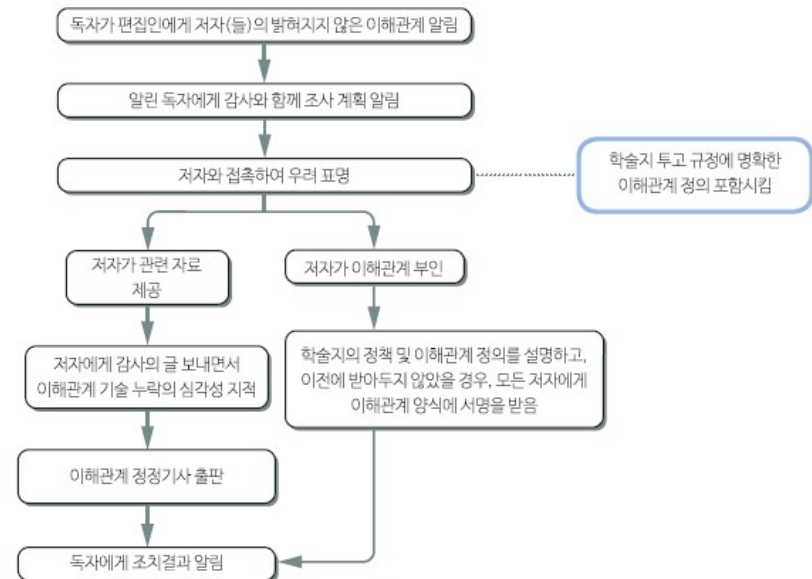 독자가 편집인에게 저자(들)의 밝혀지지 않은 이해관계 알림
알린 독자에게 감사와 함께 조사 계획 알림
저자와 접촉하여 우려 표명
학술지 투고 규정에 명확한
이해관계 정의 포함시킴
저자가 관련 자료
제공
저자가 이해관계 부인
저자에게 감사의 글 보내면서
이해관계 기술 누락의 심각성 지적
학술지의 정책 및 이해관계 정의를 설명하고,
이전에 받아두지 않았을 경우, 모든 저자에게
이해관계 양식에 서명을 받음
이해관계 정정기사 출판
독자에게 조치결과 알림